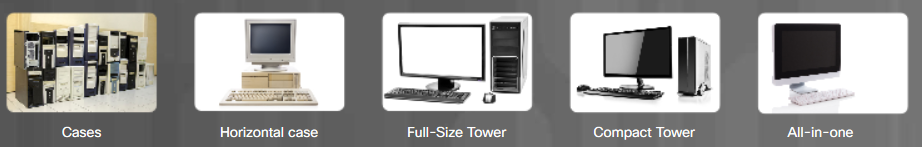 Cases
Horizontal case
Full-Size Tower
Compact Tower
All-in-one